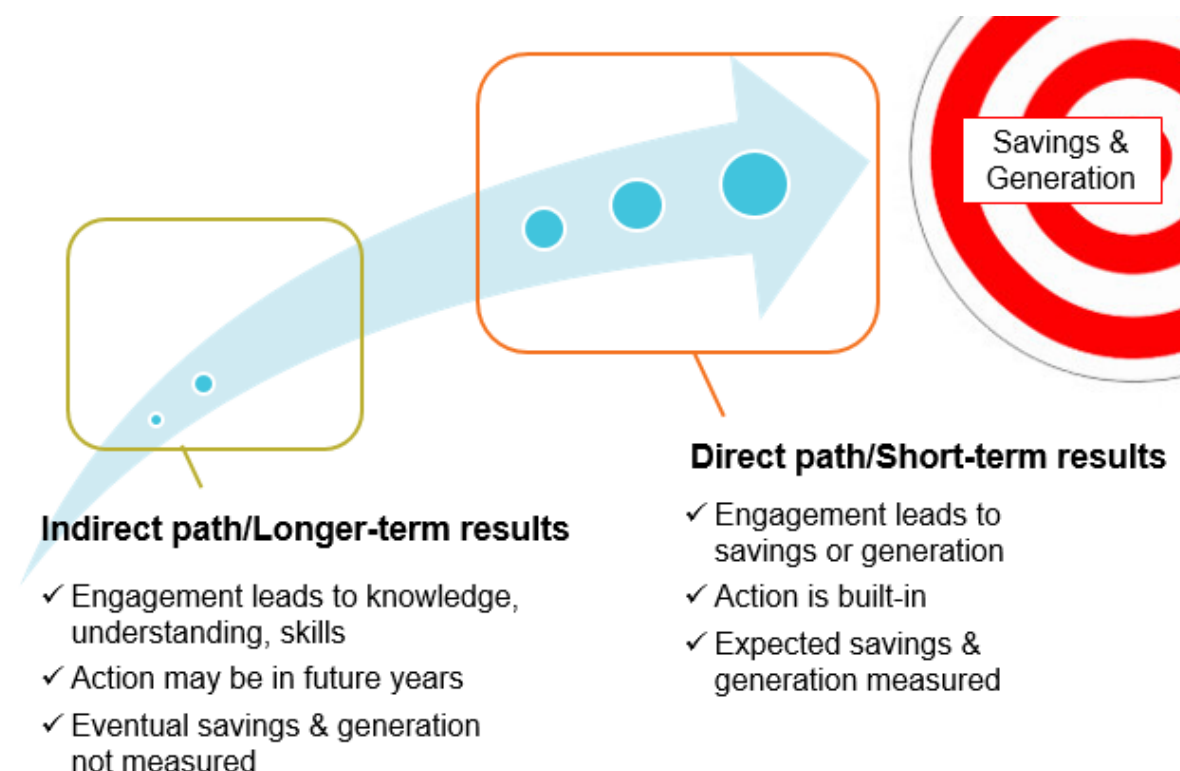 Savings &
Generation
Direct path/Short-term results
✓ Engagement leads to
savings or generation
✓ Action is built-in
✓ Expected savings &
generation measured
Indirect path/Longer-term results
✓ Engagement leads to knowledge,
understanding, skills
✓ Action may be in future years
✓ Eventual savings & generation
not measured